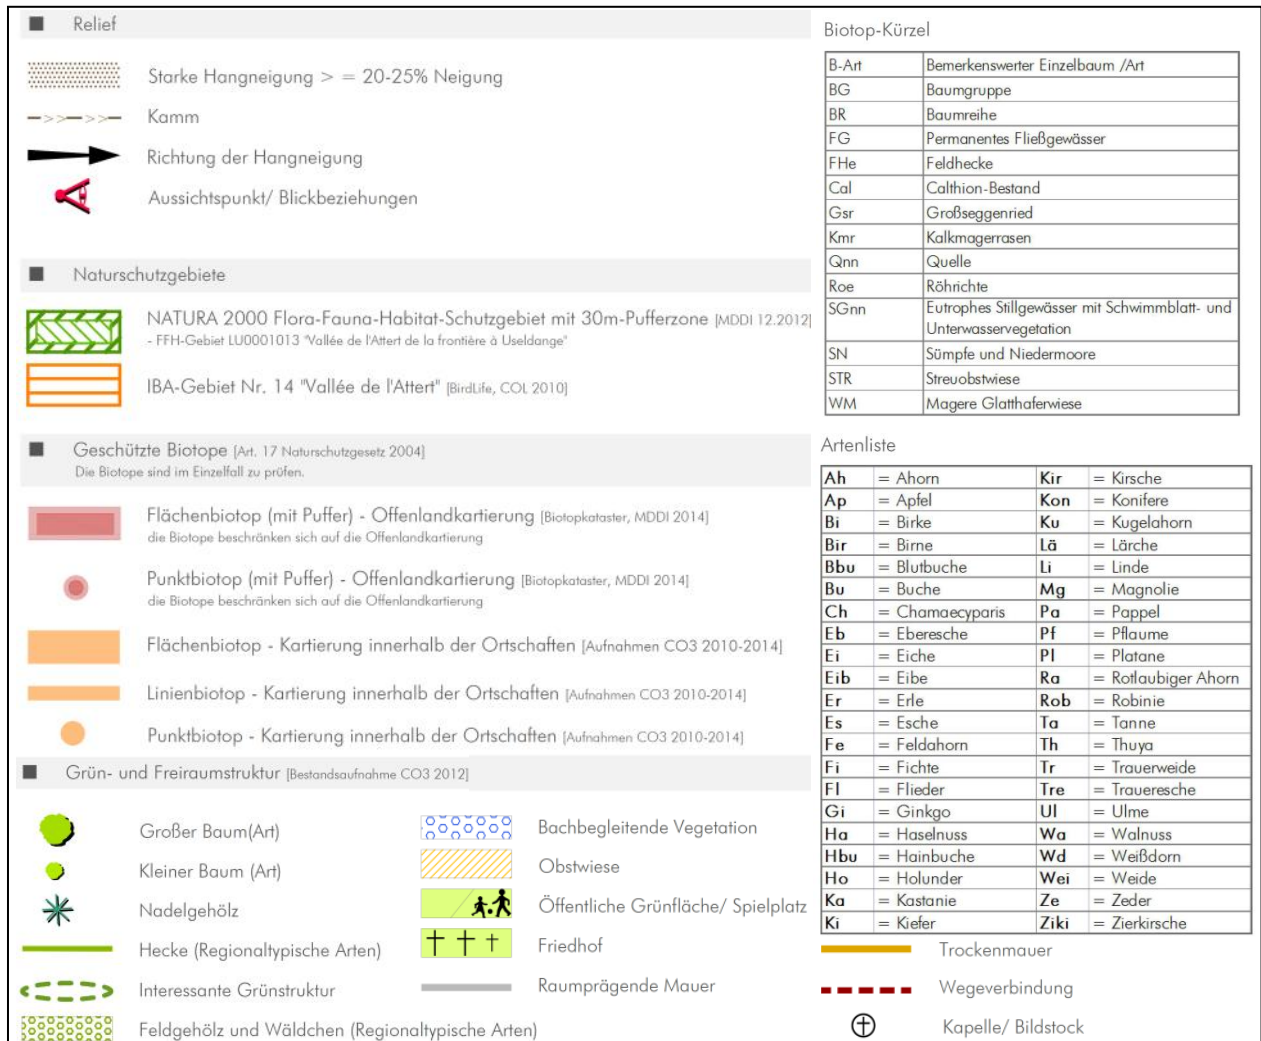 Relief
Starke Hangneigung > = 20-25% Neigung
Kamm
Richtung der Hangneigung
Aussichtspunkt/ Blickbeziehungen
Naturschutzgebiete
NATURA 2000 Flora-Fauna-Habitat-Schutzgebiet mit 30m-Pufferzone [MDDI 12.2012]
- FFH-Gebiet LU0001013 "Vallée de l'Attert de la frontière à Useldange"
IBA-Gebiet Nr. 14 "Vallée de l'Attert" [BirdLife, COL 2010]
Geschützte Biotope [Art. 17 Naturschutzgesetz 2004]
Die Biotope sind im Einzelfall zu prüfen.
Flächenbiotop (mit Puffer) - Offenlandkartierung [Biotopkataster, MDDI 2014]
die Biotope beschränken sich auf die Offenlandkartierung
Punktbiotop (mit Puffer) - Offenlandkartierung [Biotopkataster, MDDI 2014]
die Biotope beschränken sich auf die Offenlandkartierung
Flächenbiotop - Kartierung innerhalb der Ortschaften [Aufnahmen CO3 2010-2014]
Linienbiotop - Kartierung innerhalb der Ortschaften [Aufnahmen CO3 2010-2014]
Punktbiotop - Kartierung innerhalb der Ortschaften [Aufnahmen CO3 2010-2014]
Grün- und Freiraumstruktur [Bestandsaufnahme CO3 2012]
Großer Baum(Art)
Kleiner Baum (Art)
Nadelgehölz
Hecke (Regionaltypische Arten)
Interessante Grünstruktur
Feldgehölz und Wäldchen (Regionaltypische Arten)
Bachbegleitende Vegetation
Obstwiese
Öffentliche Grünfläche/ Spielplatz
Friedhof
Raumprägende Mauer
Biotop-Kürzel
B-Art Bemerkenswerter Einzelbaum /Art
BG Baumgruppe
BR Baumreihe
FG Permanentes Fließgewässer
FHe Feldhecke
Cal Calthion-Bestand
Gsr Großseggenried
Kmr Kalkmagerrasen
Qnn Quelle
Roe Röhrichte
SGnn Eutrophes Stillgewässer mit Schwimmblatt- und
Unterwasservegetation
SN Sümpfe und Niedermoore
STR Streuobstwiese
WM Magere Glatthaferwiese
Artenliste
Ah = Ahorn Kir = Kirsche
Ap = Apfel Kon = Konifere
Bi = Birke Ku = Kugelahorn
Bir = Birne Lä = Lärche
Bbu = Blutbuche Li = Linde
Bu = Buche Mg = Magnolie
Ch = Chamaecyparis Pa = Pappel
Eb = Eberesche Pf = Pflaume
Ei = Eiche Pl = Platane
Eib = Eibe Ra = Rotlaubiger Ahorn
Er = Erle Rob = Robinie
Es = Esche Ta = Tanne
Fe = Feldahorn Th = Thuya
Fi = Fichte Tr = Trauerweide
Fl = Flieder Tre = Traueresche
Gi = Ginkgo Ul = Ulme
Ha = Haselnuss Wa = Walnuss
Hbu = Hainbuche Wd = Weißdorn
Ho = Holunder Wei = Weide
Ka = Kastanie Ze = Zeder
Ki = Kiefer Ziki = Zierkirsche
Trockenmauer
Wegeverbindung
Kapelle/ Bildstock